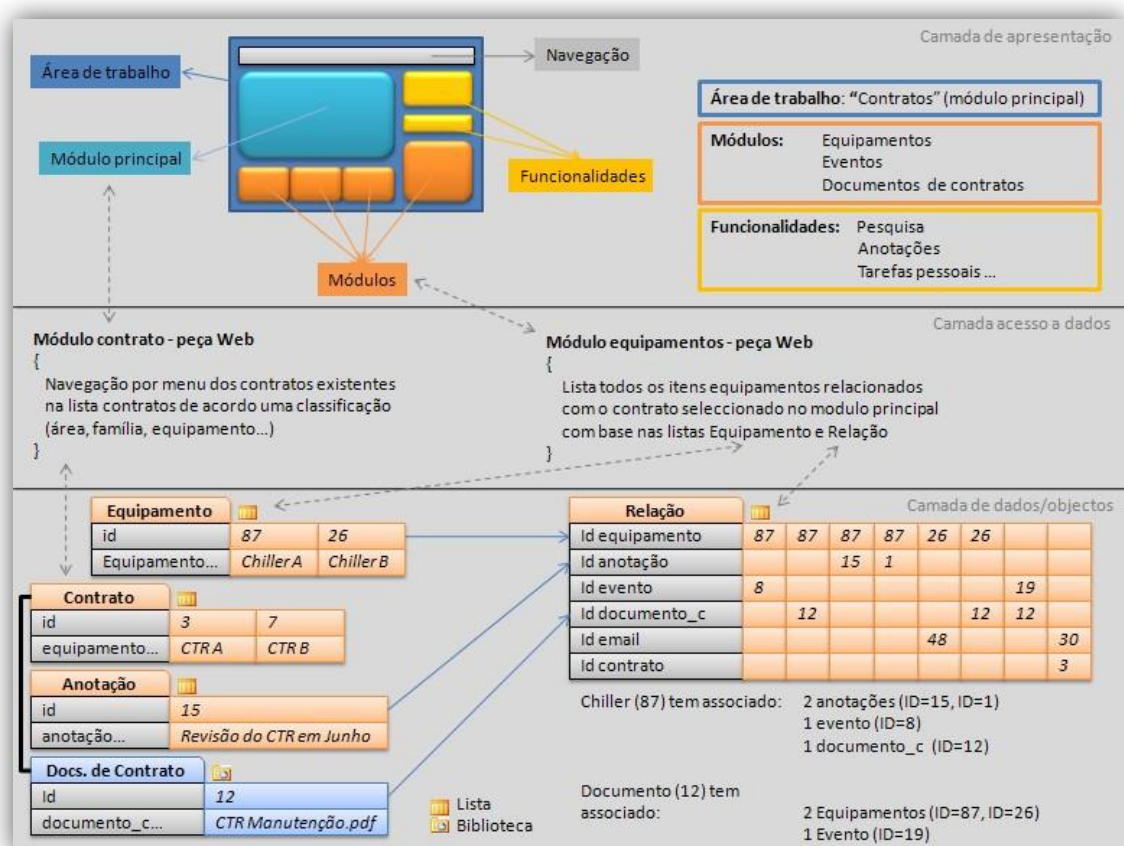 Camada de apresentação
Navegação
Área de trabalho
Módulo principal
Funcionalidades
Módulos
Área de trabalho: “Contratos” (módulo principal)
Módulos: Equipamentos
Eventos
Documentos de contratos
Funcionalidades: Pesquisa
Anotações
Tarefas pessoais ...
Camada acesso a dados
Módulo contrato - peça Web
{
Navegação por menu dos contratos existentes
na lista contratos de acordo uma classificação
(área, família, equipamento...)
}
Módulo equipamentos - peça Web
{
Lista todos os itens equipamentos relacionados
com o contrato seleccionado no modulo principal
com base nas listas Equipamento e Relação
}
Camada de dados/objectos
Equipamento
id 87 26
Equipamento... Chiller A Chiller B
Contrato
id 3 7
equipamento... CTR A CTR B
Anotação
id 15
anotação... Revisão do CTR em Junho
Docs. de Contrato
Id 12
documento_c... CTR Manutenção.pdf
Lista
Biblioteca
Relação
Id equipamento 87 87 87 87 26 26
Id anotação 15 1
Id evento 8 19
Id documento_c 12 12 12
Id email 48 30
Id contrato 3
Chiller (87) tem associado: 2 anotações (ID=15, ID=1)
1 evento (ID=8)
1 documento_c (ID=12)
Documento (12) tem
associado: 2 Equipamentos (ID=87, ID=26)
1 Evento (ID=19)